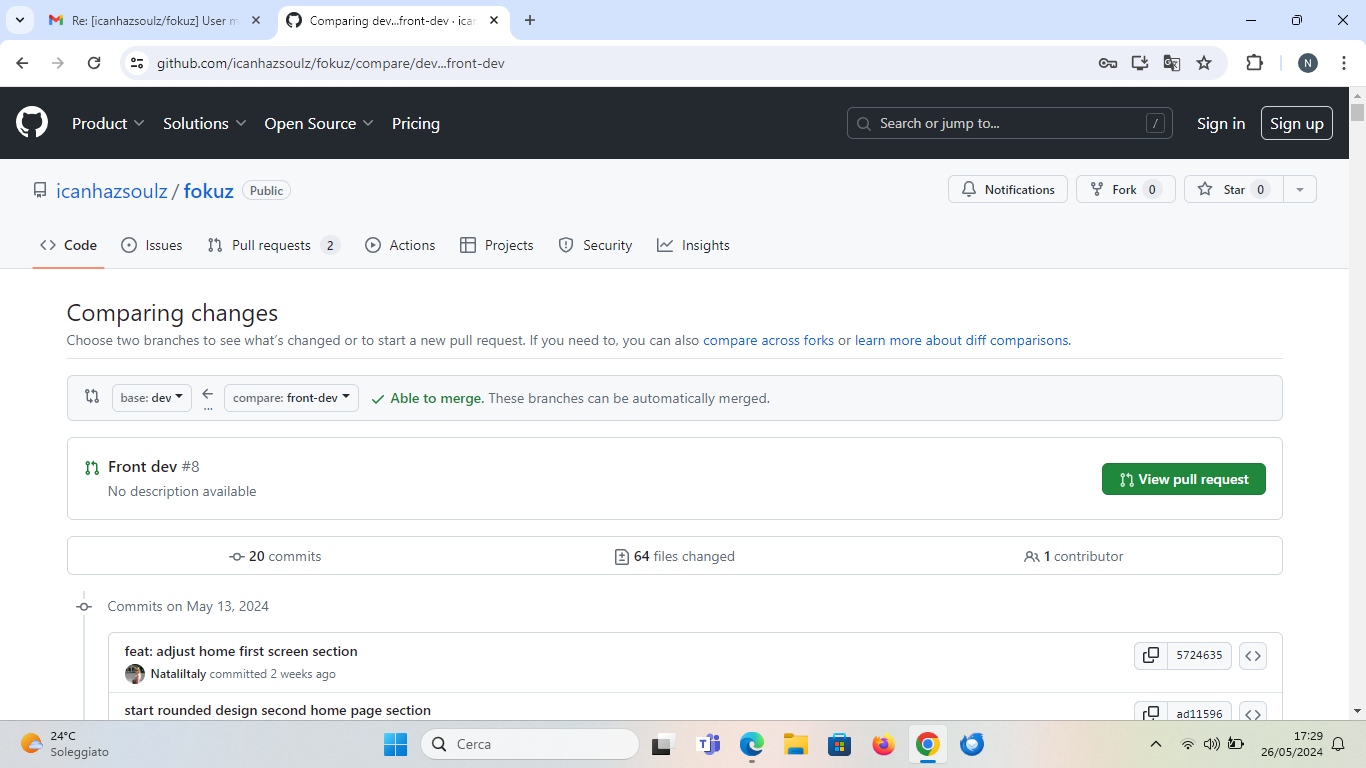 Re: [icanhazsoulz/fokuz] User m
Comparing dev...front-dev · ican
github.com/icanhazsoulz/fokuz/compare/dev...front-dev
N
Product
Solutions
Open Source
Pricing
Search or jump to...
/
Sign in
Sign up
icanhazsoulz / fokuz
Public
Notifications
Fork 0
Star 0
Code
Issues
Pull requests 2
Actions
Projects
Security
Insights
Comparing changes
Choose two branches to see what’s changed or to start a new pull request. If you need to, you can also compare across forks or learn more about diff comparisons.
base: dev
...
compare: front-dev
Able to merge. These branches can be automatically merged.
Front dev #8
No description available
View pull request
20 commits
64 files changed
1 contributor
Commits on May 13, 2024
feat: adjust home first screen section
NataliItaly committed 2 weeks ago
5724635
start rounded design second home page section
ad11596
24°C
Soleggiato
Cerca
17:29
26/05/2024